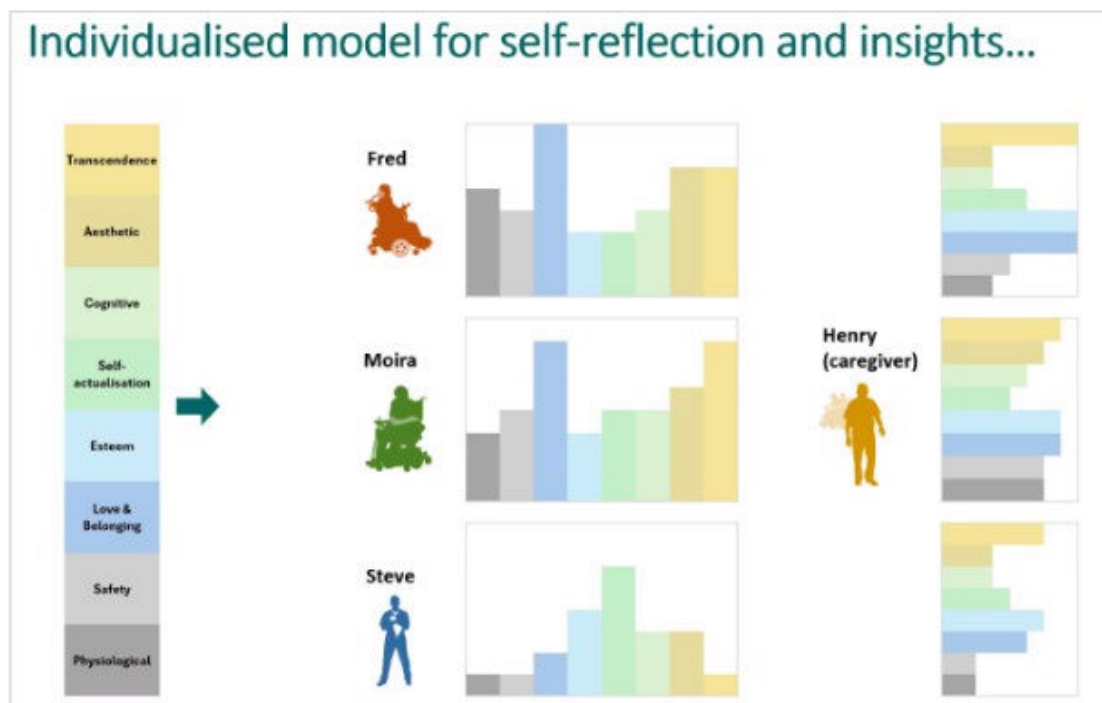 Individualised model for self-reflection and insights...
Transcendence
Aesthetic
Cognitive
Self-
actualisation
Esteem
Love &
Belonging
Safety
Physiological
Fred
Moira
Steve
Henry
(caregiver)